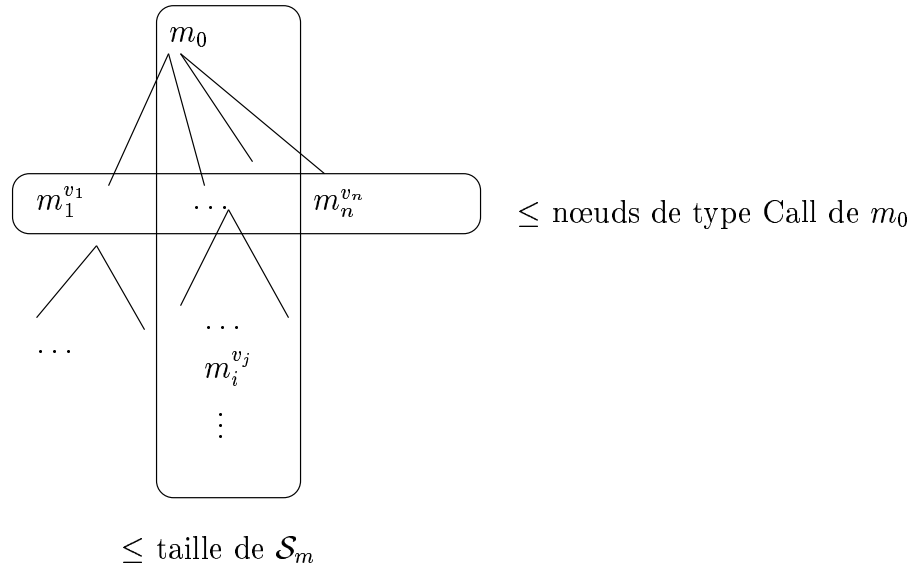 m_0
m_1^{v_1} ... m_n^{v_n} ≤ nœuds de type Call de m_0
... ...
m_i^{v_j}
⋮
≤ taille de 𝒮_m